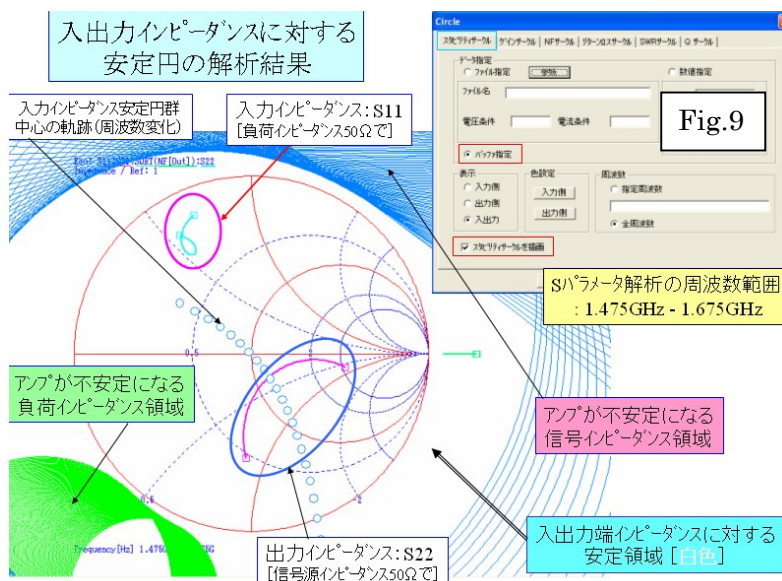 入出力インピーダンスに対する
安定円の解析結果
入力インピーダンス安定円群
中心の軌跡(周波数変化)
入力インピーダンス:S11
[負荷インピーダンス50Ωで]
Impedance / Ref: 1
0.5
2
-2
アンプが不安定になる
負荷インピーダンス領域
Frequency[Hz] 1.475G
出力インピーダンス:S22
[信号源インピーダンス50Ωで]
Circle
スタビリティサークル
ゲインサークル
NFサークル
リターンロスサークル
SWRサークル
Q サークル
データ指定
ファイル指定
参照
数値指定
ファイル名
電圧条件
電流条件
Fig.9
バッファ指定
表示
入力側
出力側
入出力
色設定
入力側
出力側
周波数
指定周波数
全周波数
スタビリティサークルを描画
Sパラメータ解析の周波数範囲
: 1.475GHz - 1.675GHz
アンプが不安定になる
信号インピーダンス領域
入出力端インピーダンスに対する
安定領域 [白色]